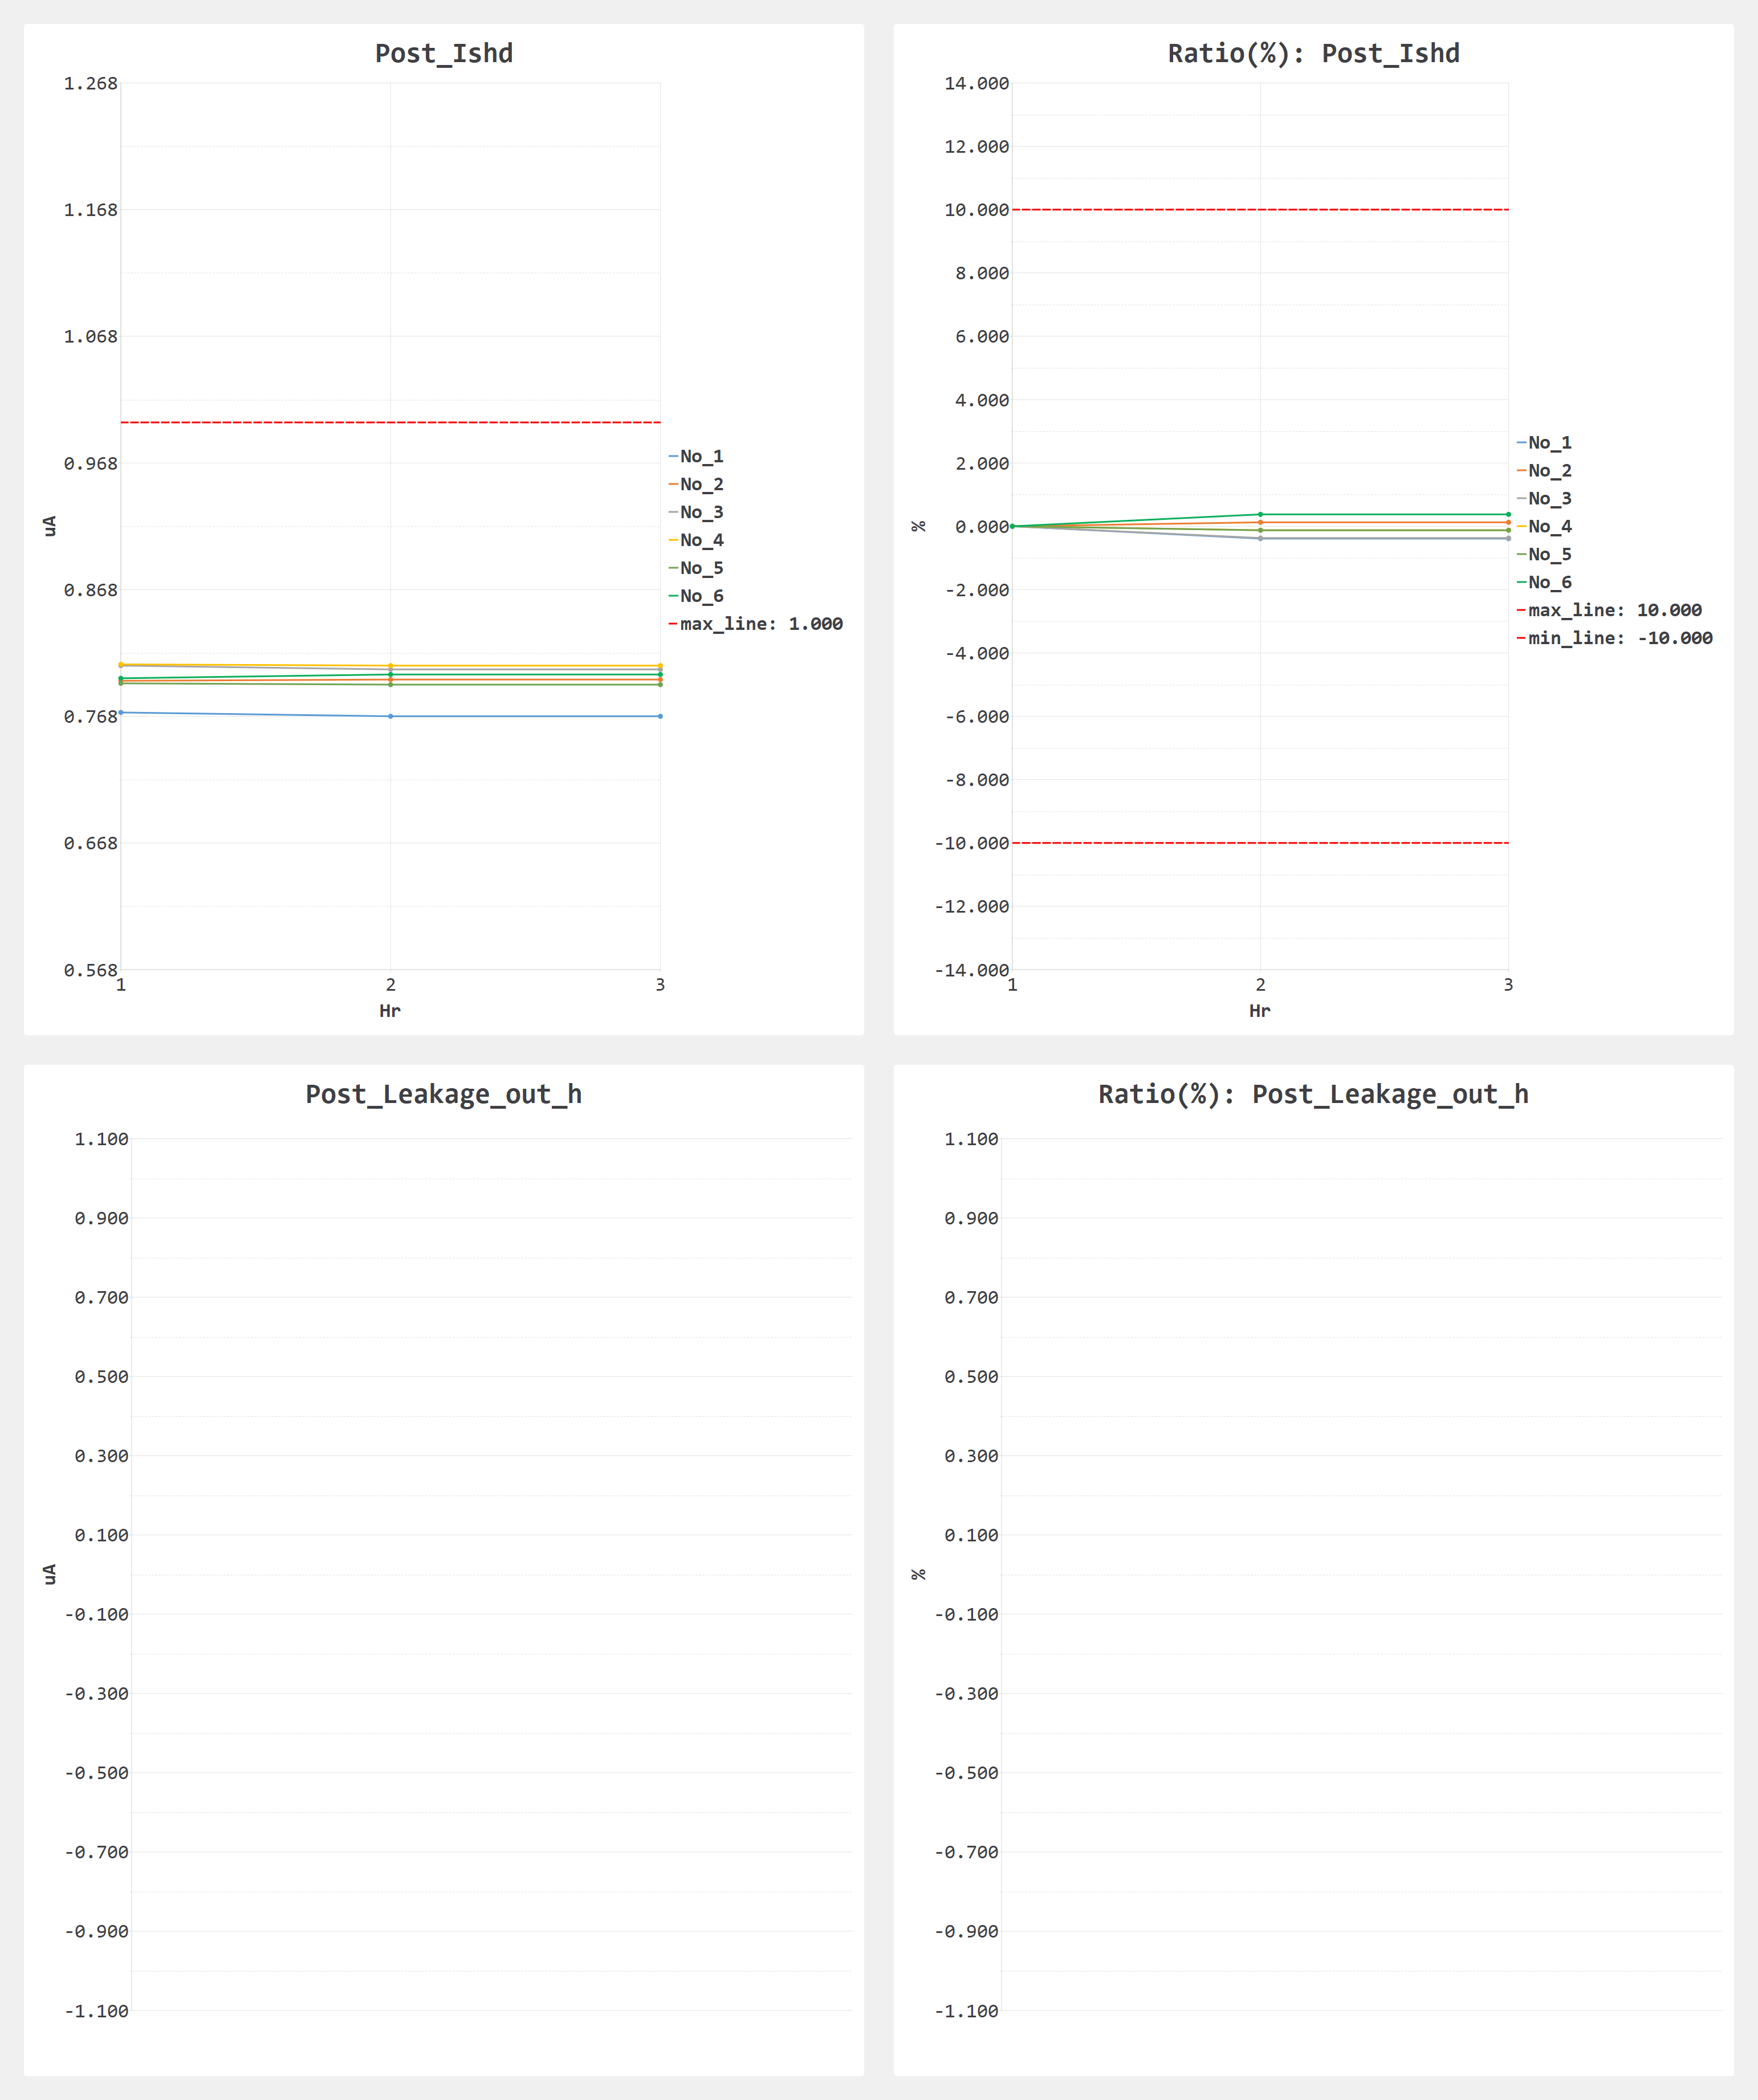 Post_Ishd
1.268
1.168
1.068
0.968
0.868
0.768
0.668
0.568
uA
1
2
3
Hr
No_1
No_2
No_3
No_4
No_5
No_6
max_line: 1.000
Ratio(%): Post_Ishd
14.000
12.000
10.000
8.000
6.000
4.000
2.000
0.000
-2.000
-4.000
-6.000
-8.000
-10.000
-12.000
-14.000
%
1
2
3
Hr
No_1
No_2
No_3
No_4
No_5
No_6
max_line: 10.000
min_line: -10.000
Post_Leakage_out_h
1.100
0.900
0.700
0.500
0.300
0.100
-0.100
-0.300
-0.500
-0.700
-0.900
-1.100
uA
Ratio(%): Post_Leakage_out_h
1.100
0.900
0.700
0.500
0.300
0.100
-0.100
-0.300
-0.500
-0.700
-0.900
-1.100
%